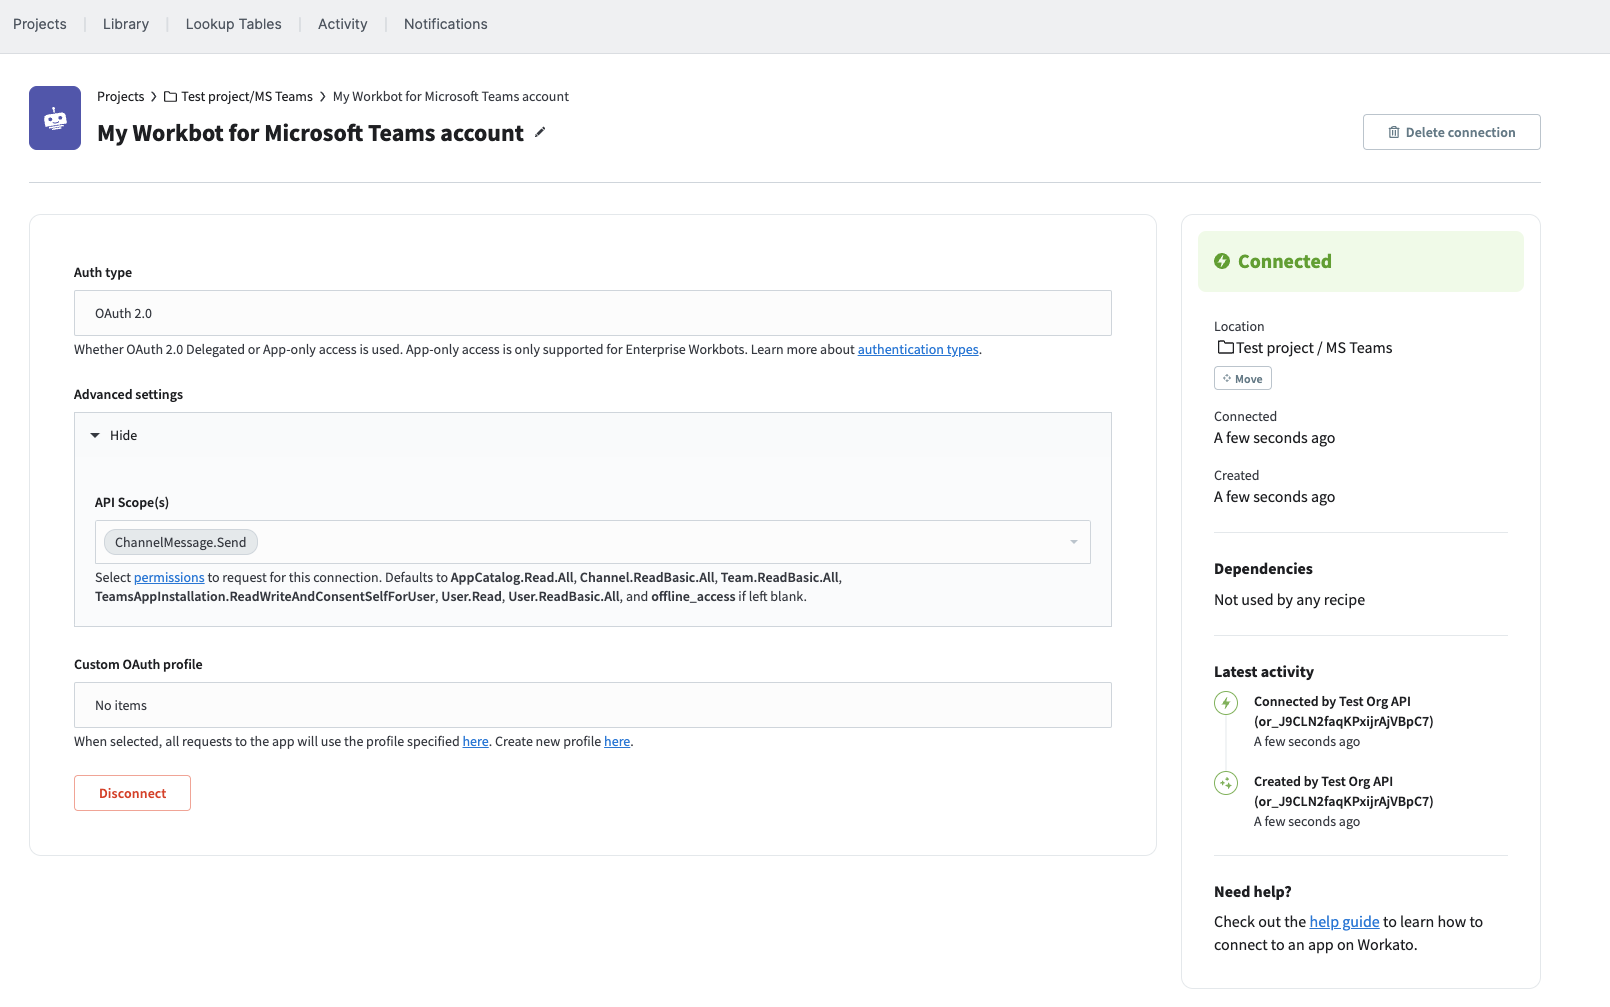 Projects
Library
Lookup Tables
Activity
Notifications
Projects > Test project/MS Teams > My Workbot for Microsoft Teams account
My Workbot for Microsoft Teams account
Delete connection
Auth type
OAuth 2.0
Whether OAuth 2.0 Delegated or App-only access is used. App-only access is only supported for Enterprise Workbots. Learn more about authentication types.
Advanced settings
Hide
API Scope(s)
ChannelMessage.Send
Select permissions to request for this connection. Defaults to AppCatalog.Read.All, Channel.ReadBasic.All, Team.ReadBasic.All,
TeamsAppInstallation.ReadWriteAndConsentSelfForUser, User.Read, User.ReadBasic.All, and offline_access if left blank.
Custom OAuth profile
No items
When selected, all requests to the app will use the profile specified here. Create new profile here.
Disconnect
Connected
Location
Test project / MS Teams
Move
Connected
A few seconds ago
Created
A few seconds ago
Dependencies
Not used by any recipe
Latest activity
Connected by Test Org API
(or_J9CLN2faqKPxijrAjVBpC7)
A few seconds ago
Created by Test Org API
(or_J9CLN2faqKPxijrAjVBpC7)
A few seconds ago
Need help?
Check out the help guide to learn how to
connect to an app on Workato.